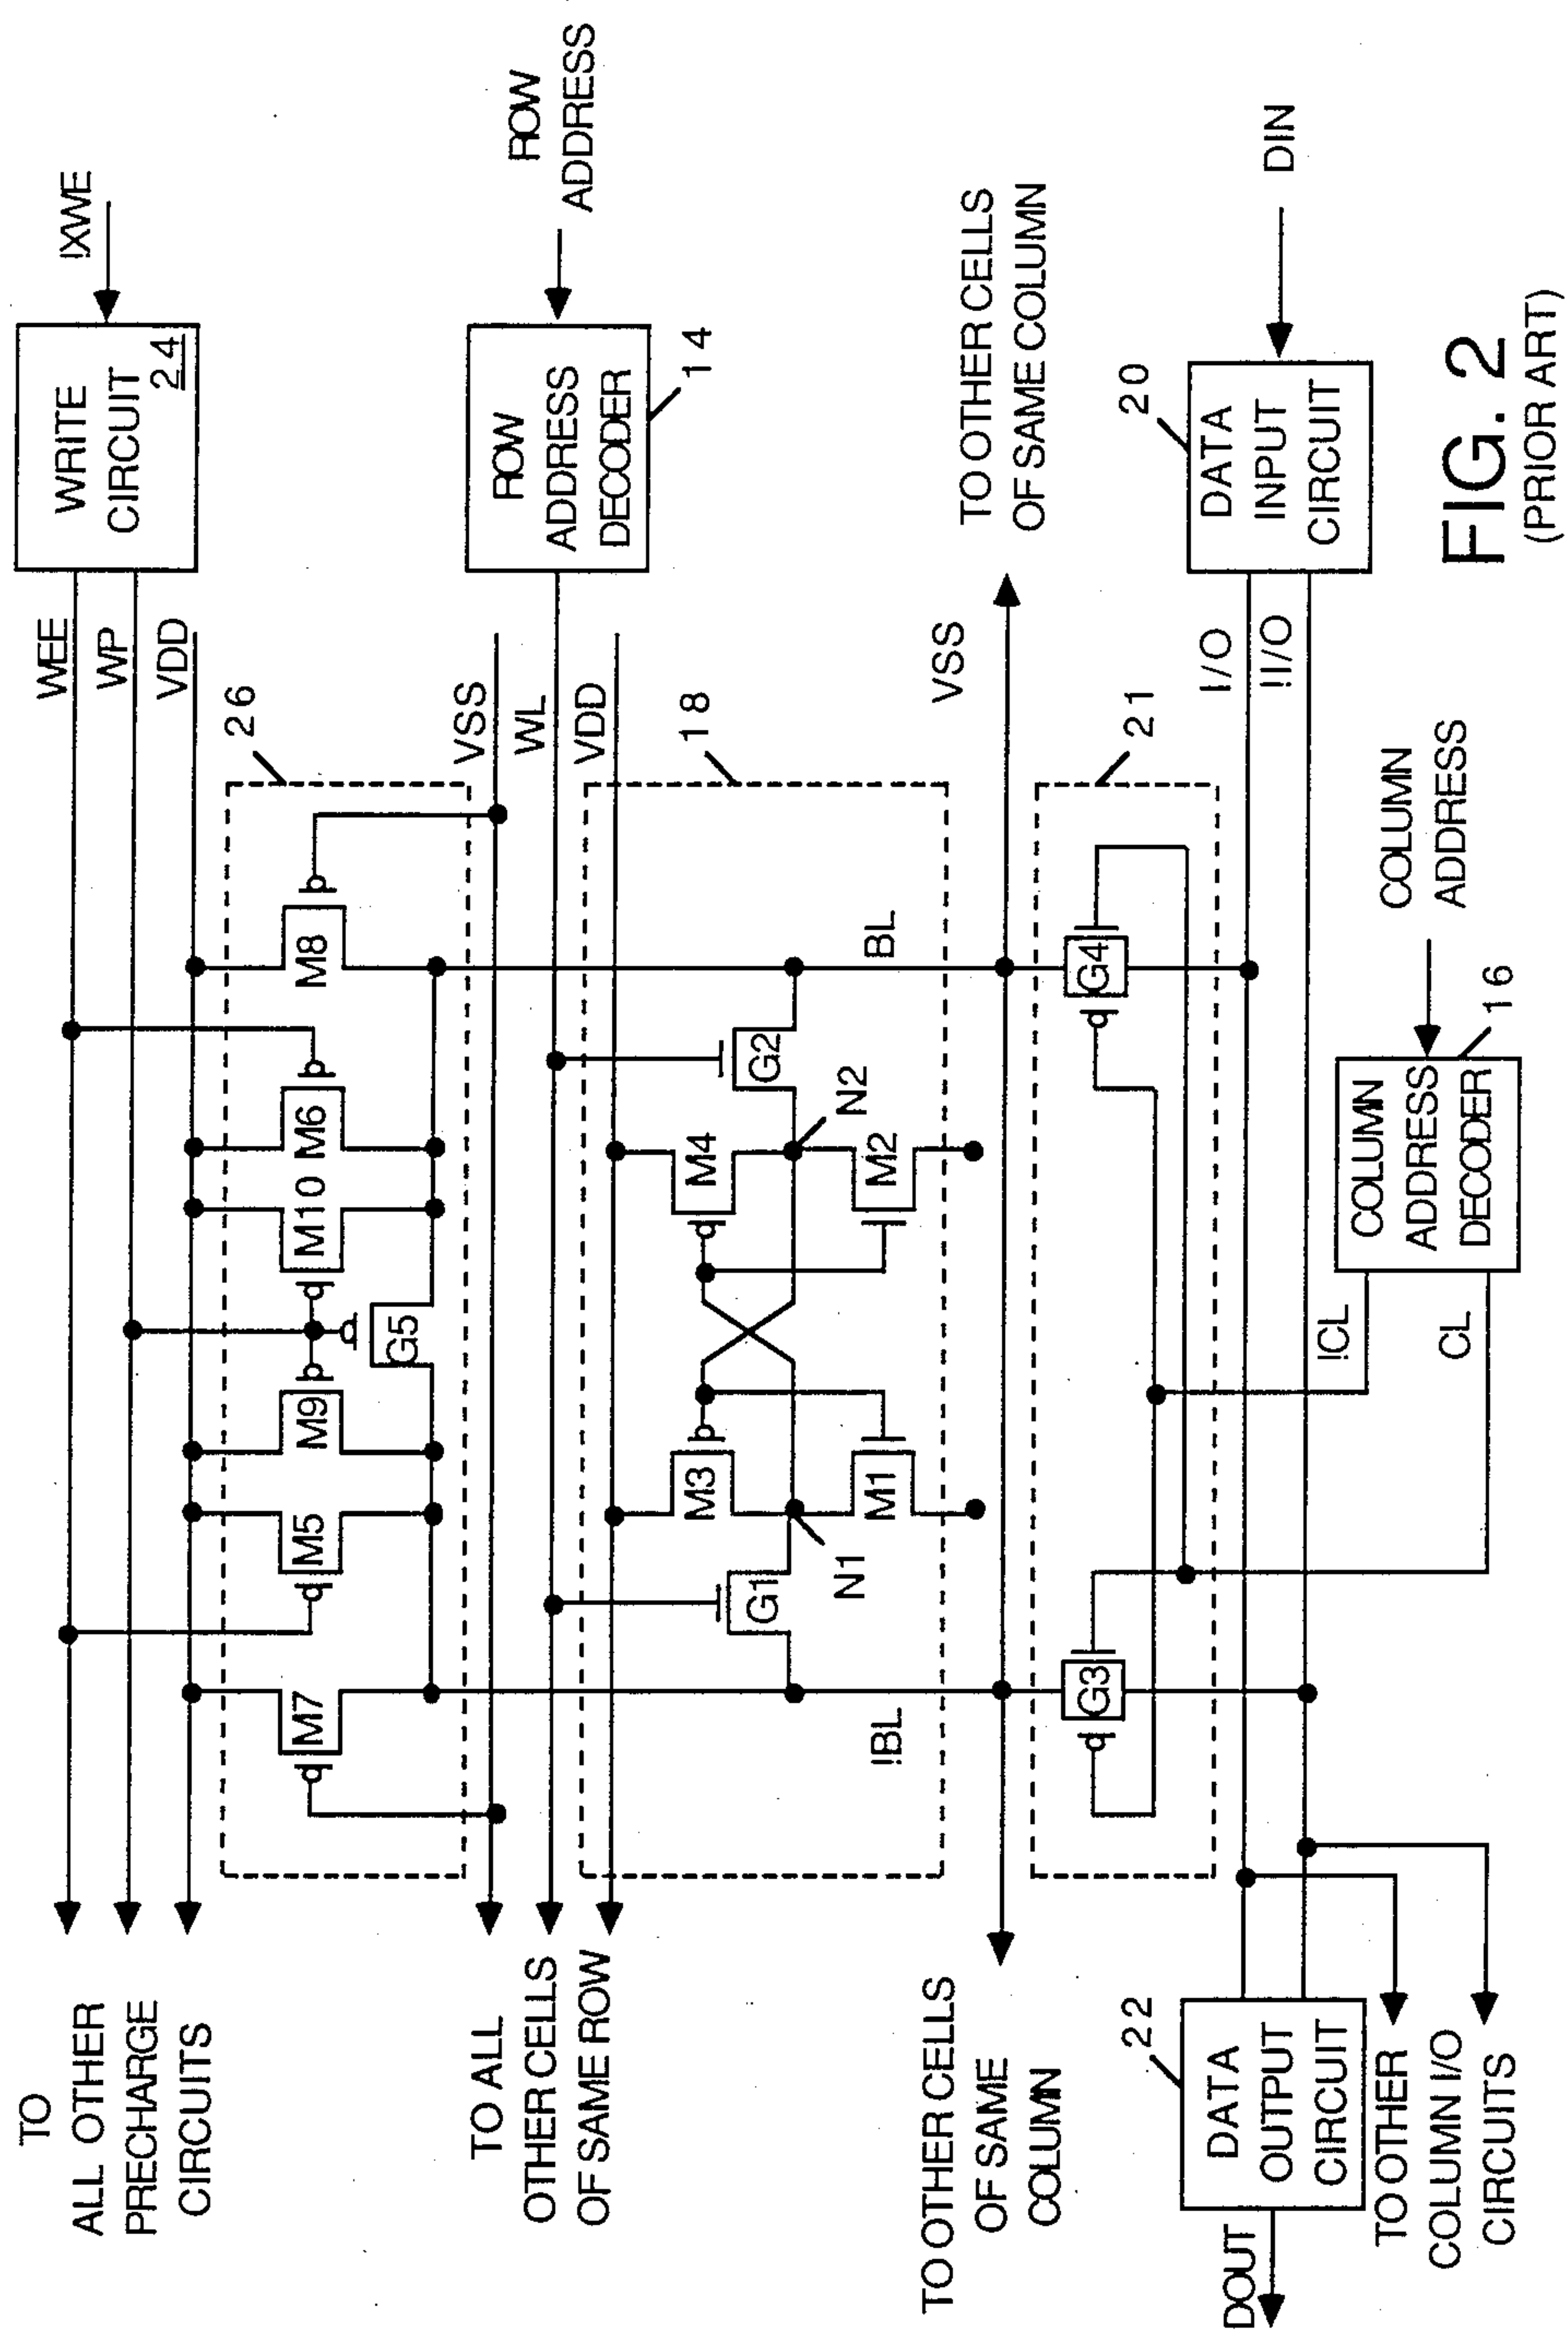 TO
ALL OTHER
PRECHARGE
CIRCUITS
WEE
WP
VDD
WRITE
CIRCUIT
24
!XWE
26
M7
M5
M9
G5
M10
M6
M8
VSS
WL
VDD
ROW
ADDRESS
DECODER
14
ROW
ADDRESS
TO ALL
OTHER CELLS
OF SAME ROW
18
G1
M3
M1
N1
M4
M2
N2
G2
!BL
BL
VSS
TO OTHER CELLS
OF SAME COLUMN
TO OTHER CELLS
OF SAME
COLUMN
21
G3
G4
I/O
!I/O
20
DATA
INPUT
CIRCUIT
DIN
22
DATA
OUTPUT
CIRCUIT
DOUT
TO OTHER
COLUMN I/O
CIRCUITS
!CL
CL
COLUMN
ADDRESS
DECODER
16
COLUMN
ADDRESS
FIG. 2
(PRIOR ART)